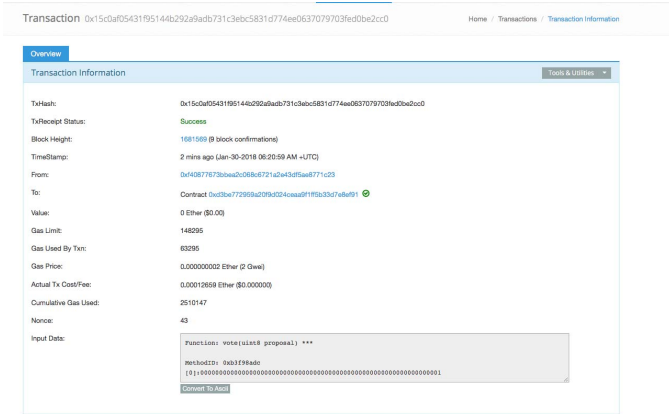 Transaction 0x15c0af05431f95144b292a9adb731c3ebc5831d774ee0637079703fed0be2cc0
Home / Transactions / Transaction Information
Overview
Transaction Information
Tools & Utilities
TxHash: 0x15c0af05431f95144b292a9adb731c3ebc5831d774ee0637079703fed0be2cc0
TxReceipt Status: Success
Block Height: 1681569 (9 block confirmations)
TimeStamp: 2 mins ago (Jan-30-2018 06:20:59 AM +UTC)
From: 0xf40877673bbea2c068c6721a2e43df5ae8771c23
To: Contract 0xd3be772959a20f9d024ceaa9f1ff5b33d7e8ef91
Value: 0 Ether ($0.00)
Gas Limit: 148295
Gas Used By Txn: 63295
Gas Price: 0.000000002 Ether (2 Gwei)
Actual Tx Cost/Fee: 0.00012659 Ether ($0.000000)
Cumulative Gas Used: 2510147
Nonce: 43
Input Data:
Function: vote(uint8 proposal) ***
MethodID: 0xb3f98adc
[0]:0000000000000000000000000000000000000000000000000000000000000001
Convert To Ascii